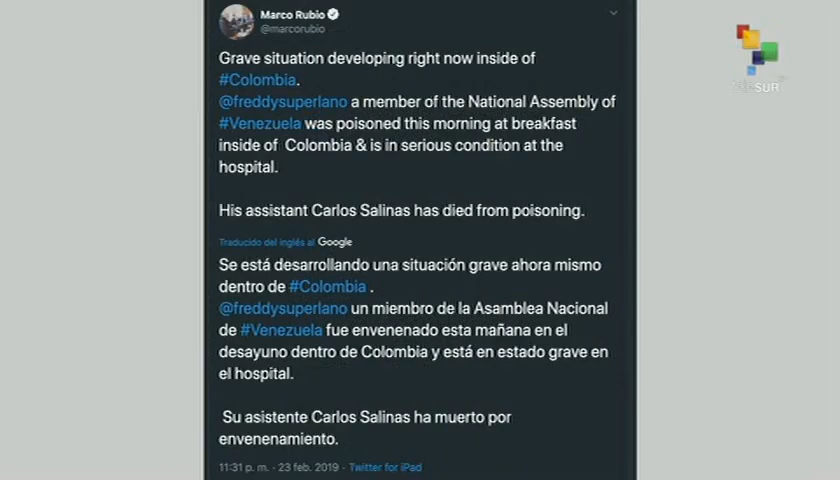 Marco Rubio
@marcorubio
Grave situation developing right now inside of
#Colombia.
@freddysuperlano a member of the National Assembly of
#Venezuela was poisoned this morning at breakfast
inside of Colombia & is in serious condition at the
hospital.
His assistant Carlos Salinas has died from poisoning.
Traducido del inglés al Google
Se está desarrollando una situación grave ahora mismo
dentro de #Colombia .
@freddysuperlano un miembro de la Asamblea Nacional
de #Venezuela fue envenenado esta mañana en el
desayuno dentro de Colombia y está en estado grave en
el hospital.
Su asistente Carlos Salinas ha muerto por
envenenamiento.
11:31 p. m. · 23 feb. 2019 · Twitter for iPad